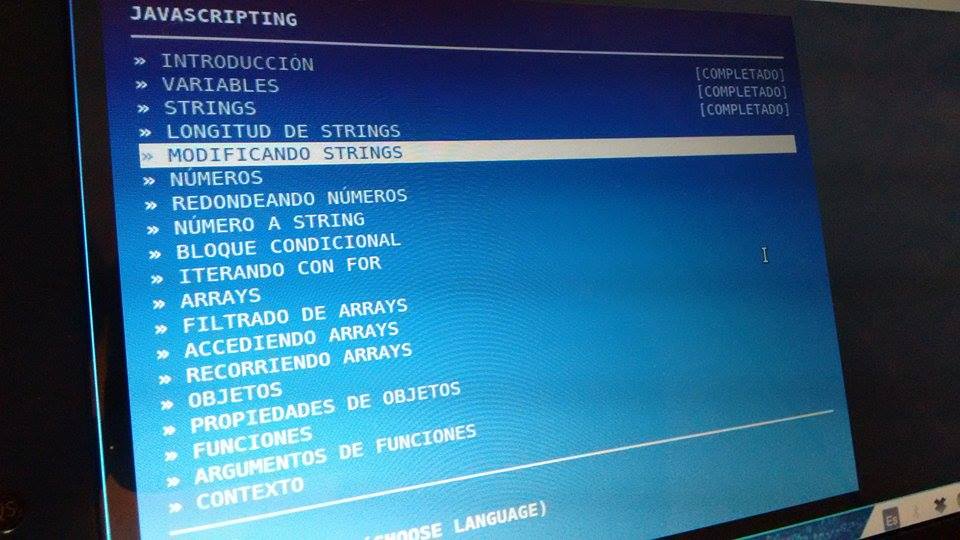 JAVASCRIPTING
» INTRODUCCIÓN [COMPLETADO]
» VARIABLES [COMPLETADO]
» STRINGS [COMPLETADO]
» LONGITUD DE STRINGS
» MODIFICANDO STRINGS
» NÚMEROS
» REDONDEANDO NÚMEROS
» NÚMERO A STRING
» BLOQUE CONDICIONAL
» ITERANDO CON FOR
» ARRAYS
» FILTRADO DE ARRAYS
» ACCEDIENDO ARRAYS
» RECORRIENDO ARRAYS
» OBJETOS
» PROPIEDADES DE OBJETOS
» FUNCIONES
» ARGUMENTOS DE FUNCIONES
» CONTEXTO
(CHOOSE LANGUAGE)
Es